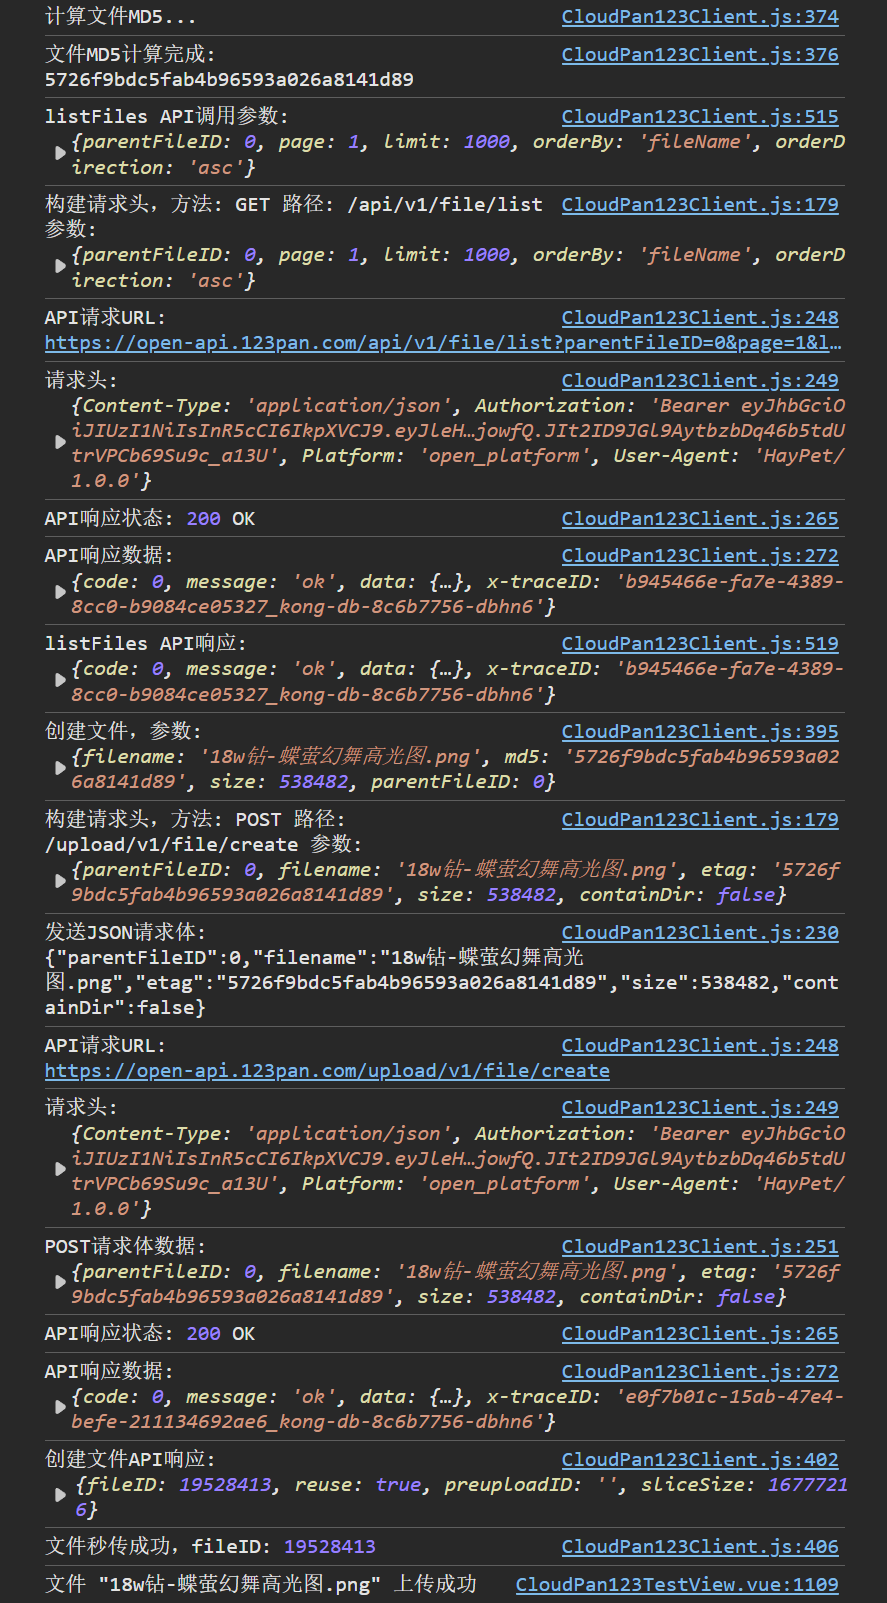 计算文件MD5... CloudPan123Client.js:374
文件MD5计算完成: CloudPan123Client.js:376
5726f9bdc5fab4b96593a026a8141d89
listFiles API调用参数: CloudPan123Client.js:515
{parentFileID: 0, page: 1, limit: 1000, orderBy: 'fileName', orderD
irection: 'asc'}
构建请求头，方法: GET 路径: /api/v1/file/list CloudPan123Client.js:179
参数:
{parentFileID: 0, page: 1, limit: 1000, orderBy: 'fileName', orderD
irection: 'asc'}
API请求URL: CloudPan123Client.js:248
https://open-api.123pan.com/api/v1/file/list?parentFileID=0&page=1&l…
请求头: CloudPan123Client.js:249
{Content-Type: 'application/json', Authorization: 'Bearer eyJhbGciO
iJIUzI1NiIsInR5cCI6IkpXVCJ9.eyJleH…jowfQ.JIt2ID9JGl9AytbzbDq46b5tdU
trVPCb69Su9c_a13U', Platform: 'open_platform', User-Agent: 'HayPet/
1.0.0'}
API响应状态: 200 OK CloudPan123Client.js:265
API响应数据: CloudPan123Client.js:272
{code: 0, message: 'ok', data: {…}, x-traceID: 'b945466e-fa7e-4389-
8cc0-b9084ce05327_kong-db-8c6b7756-dbhn6'}
listFiles API响应: CloudPan123Client.js:519
{code: 0, message: 'ok', data: {…}, x-traceID: 'b945466e-fa7e-4389-
8cc0-b9084ce05327_kong-db-8c6b7756-dbhn6'}
创建文件，参数: CloudPan123Client.js:395
{filename: '18w钻-蝶萤幻舞高光图.png', md5: '5726f9bdc5fab4b96593a02
6a8141d89', size: 538482, parentFileID: 0}
构建请求头，方法: POST 路径: CloudPan123Client.js:179
/upload/v1/file/create 参数:
{parentFileID: 0, filename: '18w钻-蝶萤幻舞高光图.png', etag: '5726f
9bdc5fab4b96593a026a8141d89', size: 538482, containDir: false}
发送JSON请求体: CloudPan123Client.js:230
{"parentFileID":0,"filename":"18w钻-蝶萤幻舞高光
图.png","etag":"5726f9bdc5fab4b96593a026a8141d89","size":538482,"cont
ainDir":false}
API请求URL: CloudPan123Client.js:248
https://open-api.123pan.com/upload/v1/file/create
请求头: CloudPan123Client.js:249
{Content-Type: 'application/json', Authorization: 'Bearer eyJhbGciO
iJIUzI1NiIsInR5cCI6IkpXVCJ9.eyJleH…jowfQ.JIt2ID9JGl9AytbzbDq46b5tdU
trVPCb69Su9c_a13U', Platform: 'open_platform', User-Agent: 'HayPet/
1.0.0'}
POST请求体数据: CloudPan123Client.js:251
{parentFileID: 0, filename: '18w钻-蝶萤幻舞高光图.png', etag: '5726f
9bdc5fab4b96593a026a8141d89', size: 538482, containDir: false}
API响应状态: 200 OK CloudPan123Client.js:265
API响应数据: CloudPan123Client.js:272
{code: 0, message: 'ok', data: {…}, x-traceID: 'e0f7b01c-15ab-47e4-
befe-211134692ae6_kong-db-8c6b7756-dbhn6'}
创建文件API响应: CloudPan123Client.js:402
{fileID: 19528413, reuse: true, preuploadID: '', sliceSize: 1677721
6}
文件秒传成功，fileID: 19528413 CloudPan123Client.js:406
文件 "18w钻-蝶萤幻舞高光图.png" 上传成功 CloudPan123TestView.vue:1109